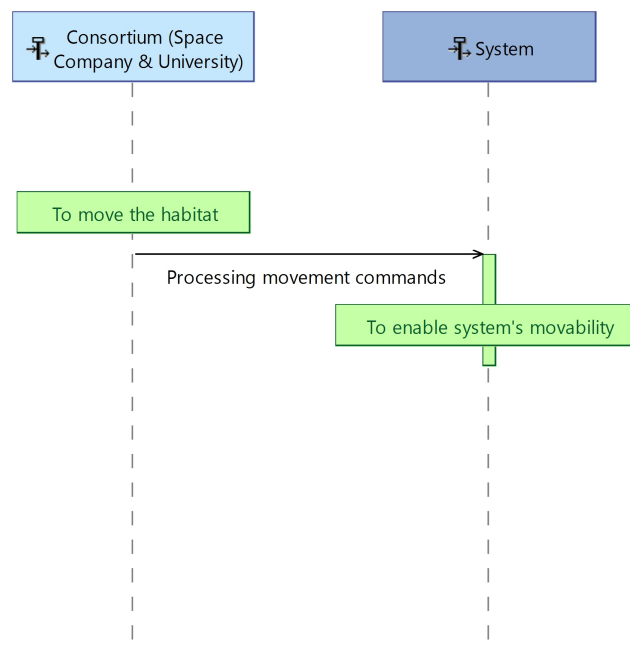 Consortium (Space
Company & University)
System
To move the habitat
Processing movement commands
To enable system's movability